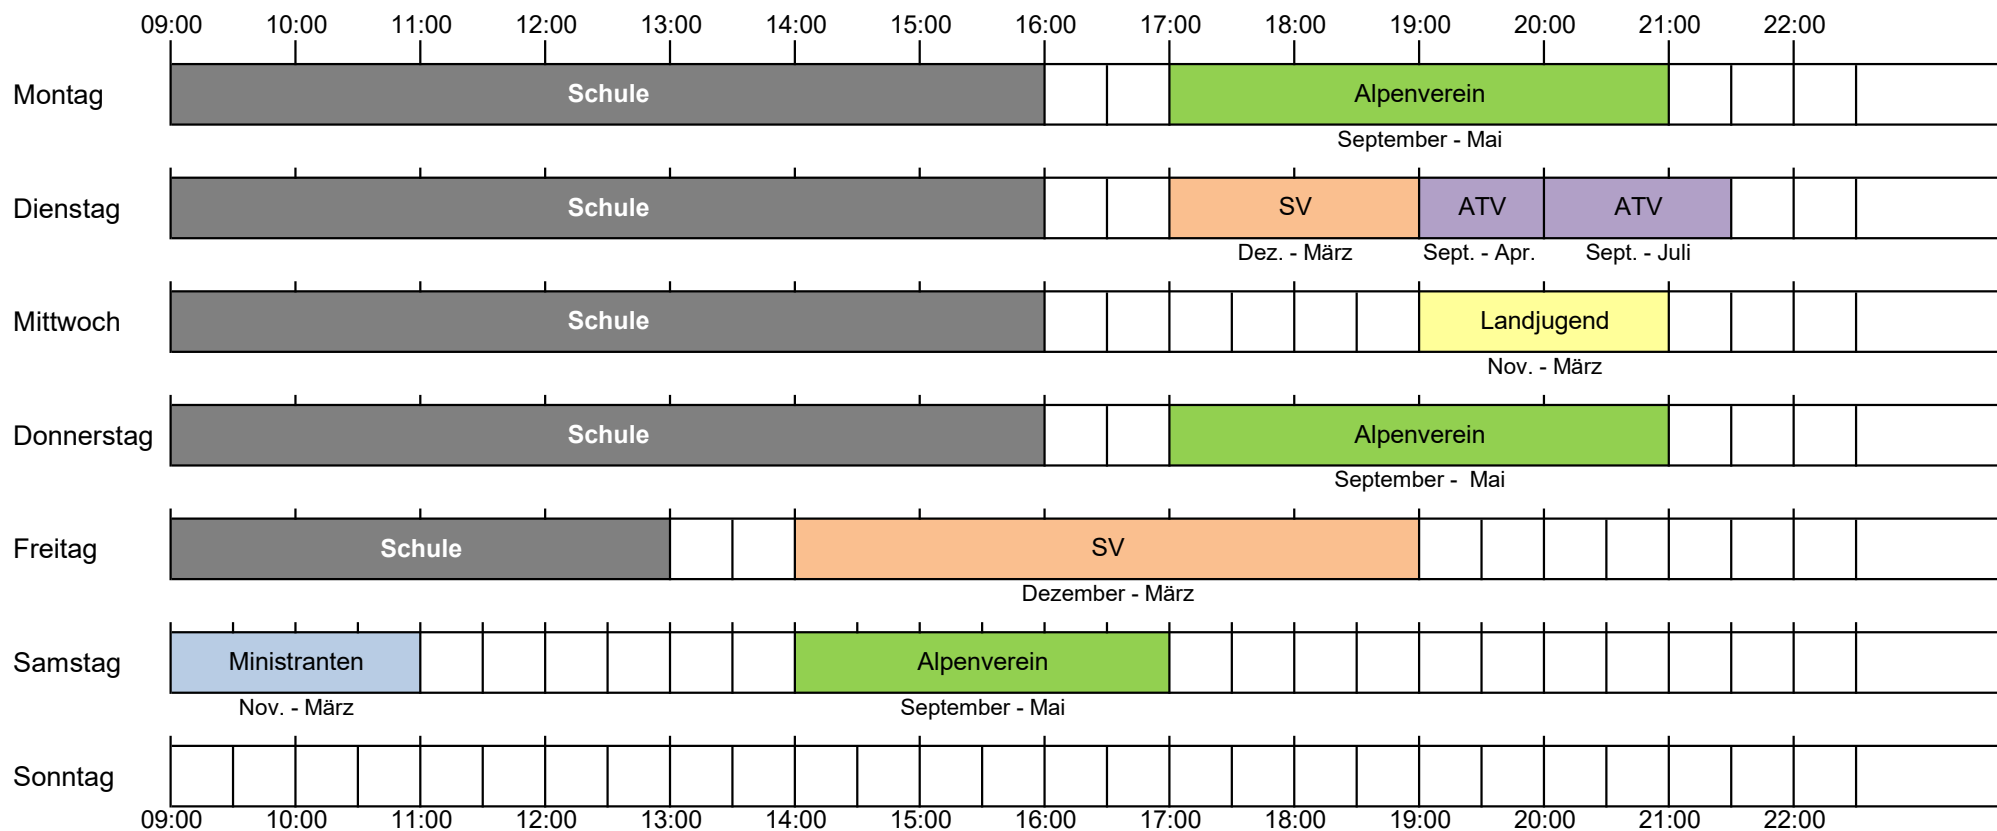 09:00 10:00 11:00 12:00 13:00 14:00 15:00 16:00 17:00 18:00 19:00 20:00 21:00 22:00
Montag Schule Alpenverein
September - Mai
Dienstag Schule SV ATV ATV
Dez. - März Sept. - Apr. Sept. - Juli
Mittwoch Schule Landjugend
Nov. - März
Donnerstag Schule Alpenverein
September - Mai
Freitag Schule SV
Dezember - März
Samstag Ministranten Alpenverein
Nov. - März September - Mai
Sonntag
09:00 10:00 11:00 12:00 13:00 14:00 15:00 16:00 17:00 18:00 19:00 20:00 21:00 22:00